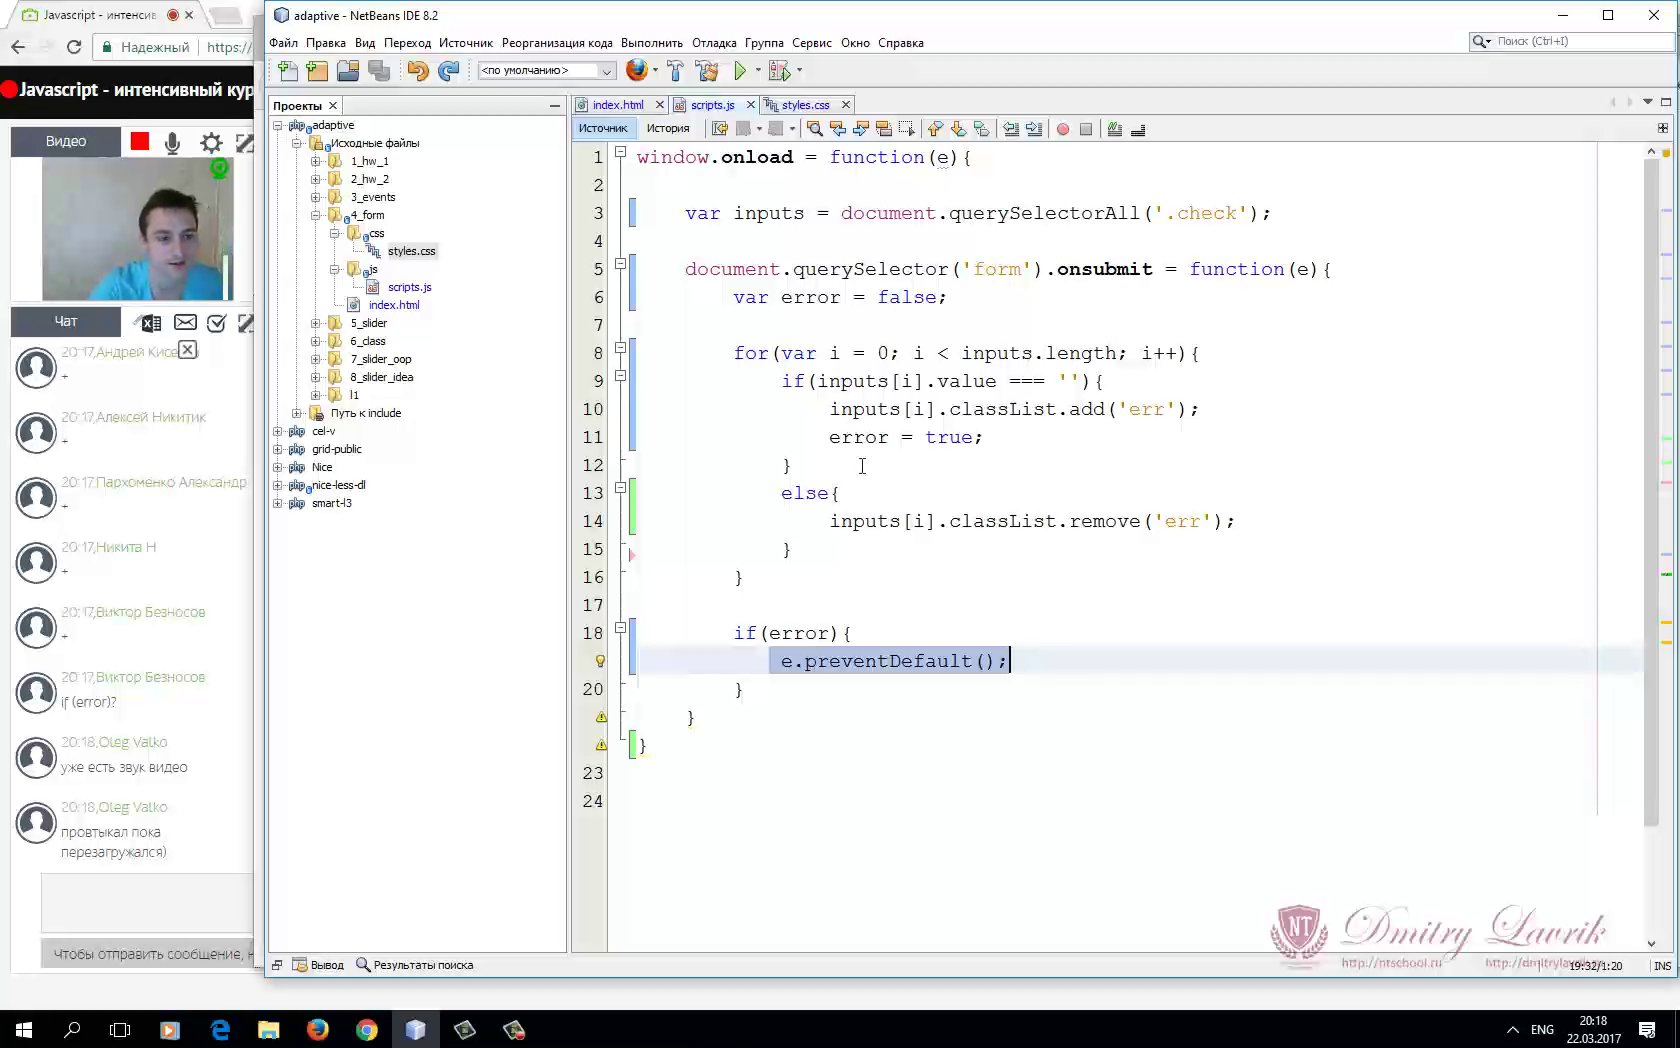 Javascript - интенсив
Надежный
https://
Javascript - интенсивный кур
Видео
Чат
20:17,Андрей Кисе
+
20:17,Алексей Никитик
+
20:17,Пархоменко Александр
+
20:17,Никита Н
+
20:17,Виктор Безносов
+
20:17,Виктор Безносов
if (error)?
20:18,Oleg Valko
уже есть звук видео
20:18,Oleg Valko
провтыкал пока
перезагружался)
Чтобы отправить сообщение, н
adaptive - NetBeans IDE 8.2
Файл Правка Вид Переход Источник Реорганизация кода Выполнить Отладка Группа Сервис Окно Справка
Поиск (Ctrl+I)
<по умолчанию>
Проекты
adaptive
Исходные файлы
1_hw_1
2_hw_2
3_events
4_form
css
styles.css
js
scripts.js
index.html
5_slider
6_class
7_slider_oop
8_slider_idea
l1
Путь к include
cel-v
grid-public
Nice
nice-less-dl
smart-l3
index.html scripts.js styles.css
Источник История
1 window.onload = function(e){
2
3 var inputs = document.querySelectorAll('.check');
4
5 document.querySelector('form').onsubmit = function(e){
6 var error = false;
7
8 for(var i = 0; i < inputs.length; i++){
9 if(inputs[i].value === ''){
10 inputs[i].classList.add('err');
11 error = true;
12 }
13 else{
14 inputs[i].classList.remove('err');
15 }
16 }
17
18 if(error){
e.preventDefault();
20 }
}
}
23
24
NT Dmitry Lavrik
http://ntschool.ru
Вывод Результаты поиска
19:32/1:20 INS
ENG
20:18
22.03.2017